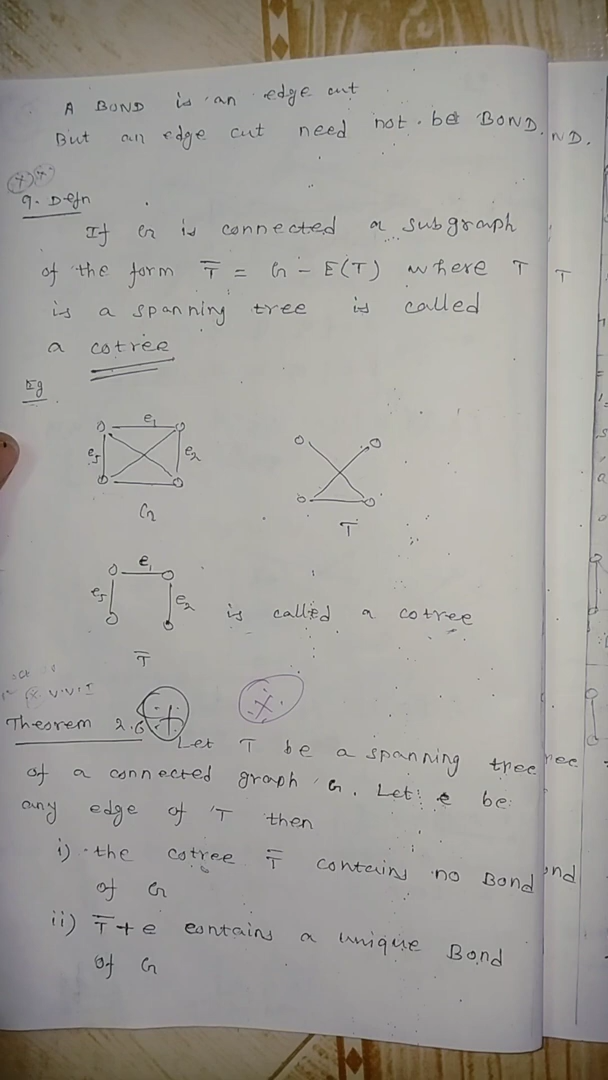 A BOND is an edge cut
But an edge cut need not be BOND.
ND.
9. Defn
If G is connected a subgraph
of the form T̅ = G - E(T) where T
T
is a spanning tree is called
a cotree
Eg.
e1
e5
e2
G
T
e1
e5
e2
is called a cotree
T̅
V.V.I
Theorem 2.6
Let T be a spanning tree
ree
of a connected graph G. Let e be
any edge of T then
i) the cotree T̅ contains no Bond
ond
of G
ii) T̅+e contains a unique Bond
of G